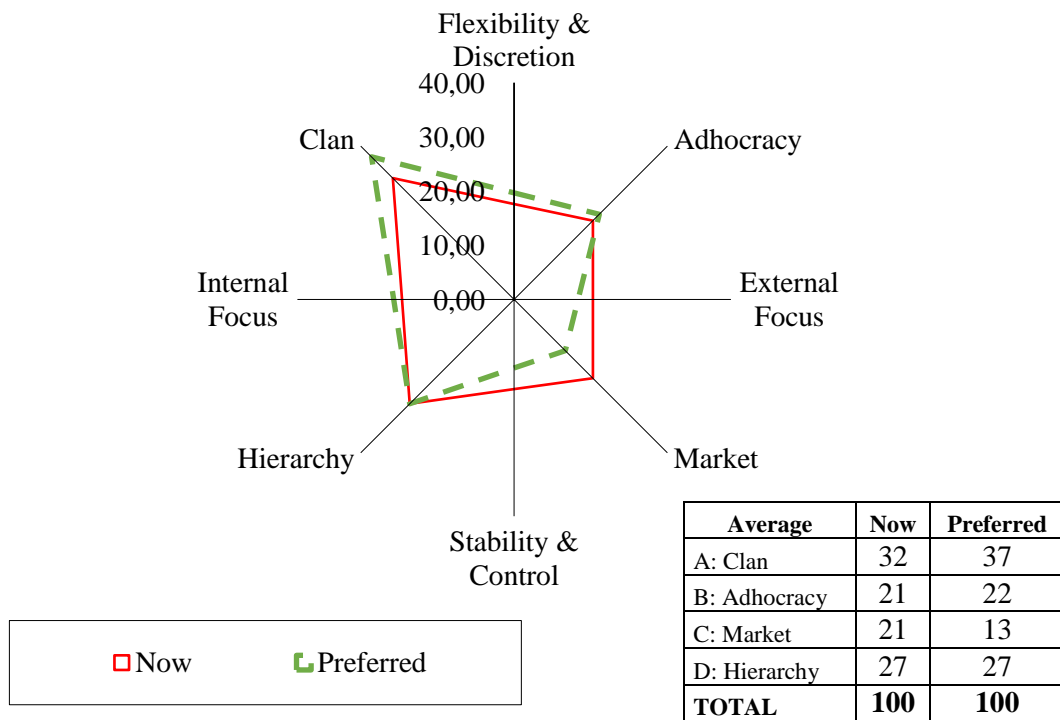 Flexibility &
Discretion
40,00
30,00
20,00
10,00
0,00
Clan
Adhocracy
Internal
Focus
External
Focus
Hierarchy
Market
Stability &
Control
Now Preferred
Average Now Preferred
A: Clan 32 37
B: Adhocracy 21 22
C: Market 21 13
D: Hierarchy 27 27
TOTAL 100 100